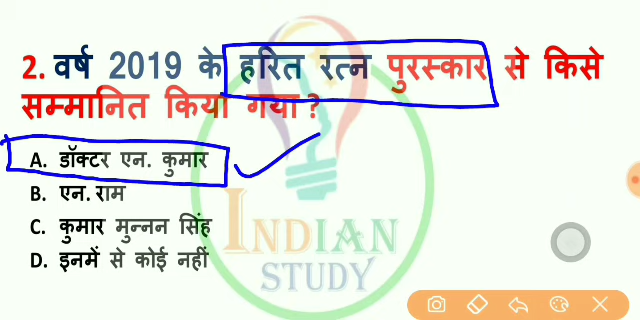 2. वर्ष 2019 के हरित रत्न पुरस्कार से किसे
सम्मानित किया गया ?
A. डॉक्टर एन. कुमार
B. एन. राम
C. कुमार मुन्नन सिंह
D. इनमें से कोई नहीं
INDIAN
STUDY